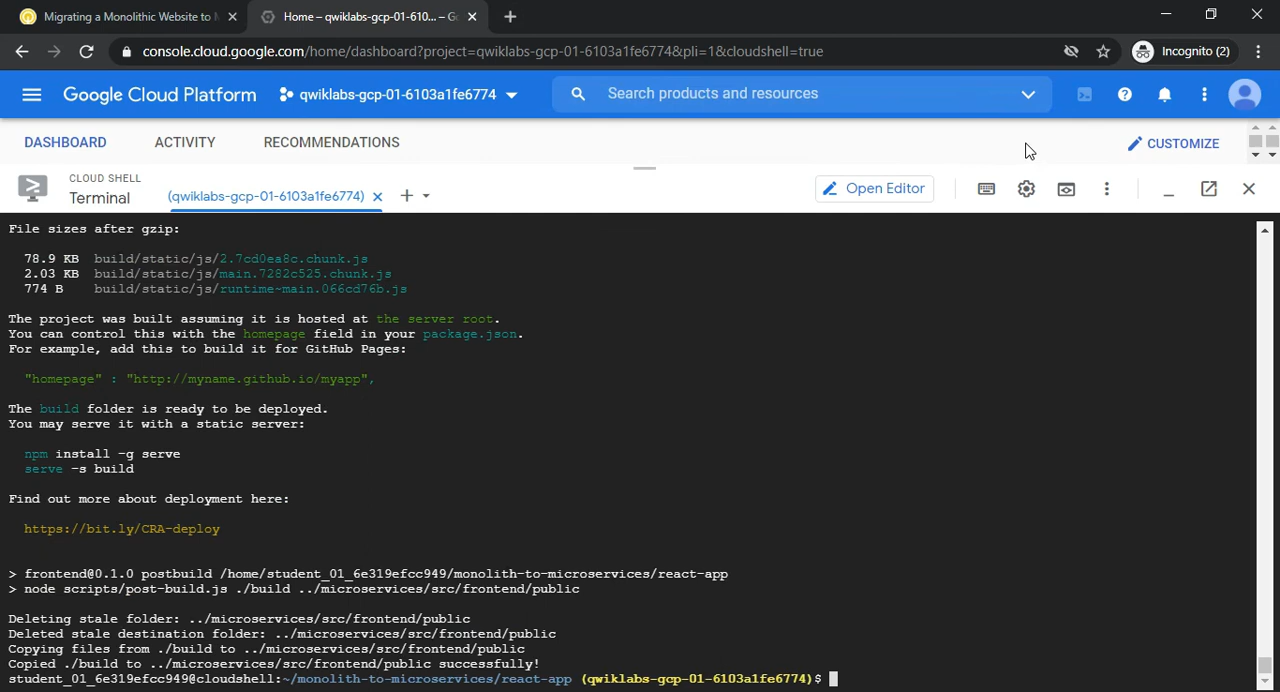 Migrating a Monolithic Website to
Home – qwiklabs-gcp-01-610... – G
console.cloud.google.com/home/dashboard?project=qwiklabs-gcp-01-6103a1fe6774&pli=1&cloudshell=true
Incognito (2)
Google Cloud Platform
qwiklabs-gcp-01-6103a1fe6774
Search products and resources
DASHBOARD
ACTIVITY
RECOMMENDATIONS
CUSTOMIZE
CLOUD SHELL
Terminal
(qwiklabs-gcp-01-6103a1fe6774)
Open Editor
File sizes after gzip:
78.9 KB build/static/js/2.7cd0ea8c.chunk.js
2.03 KB build/static/js/main.7282c525.chunk.js
774 B build/static/js/runtime~main.066cd76b.js
The project was built assuming it is hosted at the server root.
You can control this with the homepage field in your package.json.
For example, add this to build it for GitHub Pages:
"homepage" : "http://myname.github.io/myapp",
The build folder is ready to be deployed.
You may serve it with a static server:
npm install -g serve
serve -s build
Find out more about deployment here:
https://bit.ly/CRA-deploy
> frontend@0.1.0 postbuild /home/student_01_6e319efcc949/monolith-to-microservices/react-app
> node scripts/post-build.js ./build ../microservices/src/frontend/public
Deleting stale folder: ../microservices/src/frontend/public
Deleted stale destination folder: ../microservices/src/frontend/public
Copying files from ./build to ../microservices/src/frontend/public
Copied ./build to ../microservices/src/frontend/public successfully!
student_01_6e319efcc949@cloudshell:~/monolith-to-microservices/react-app (qwiklabs-gcp-01-6103a1fe6774)$